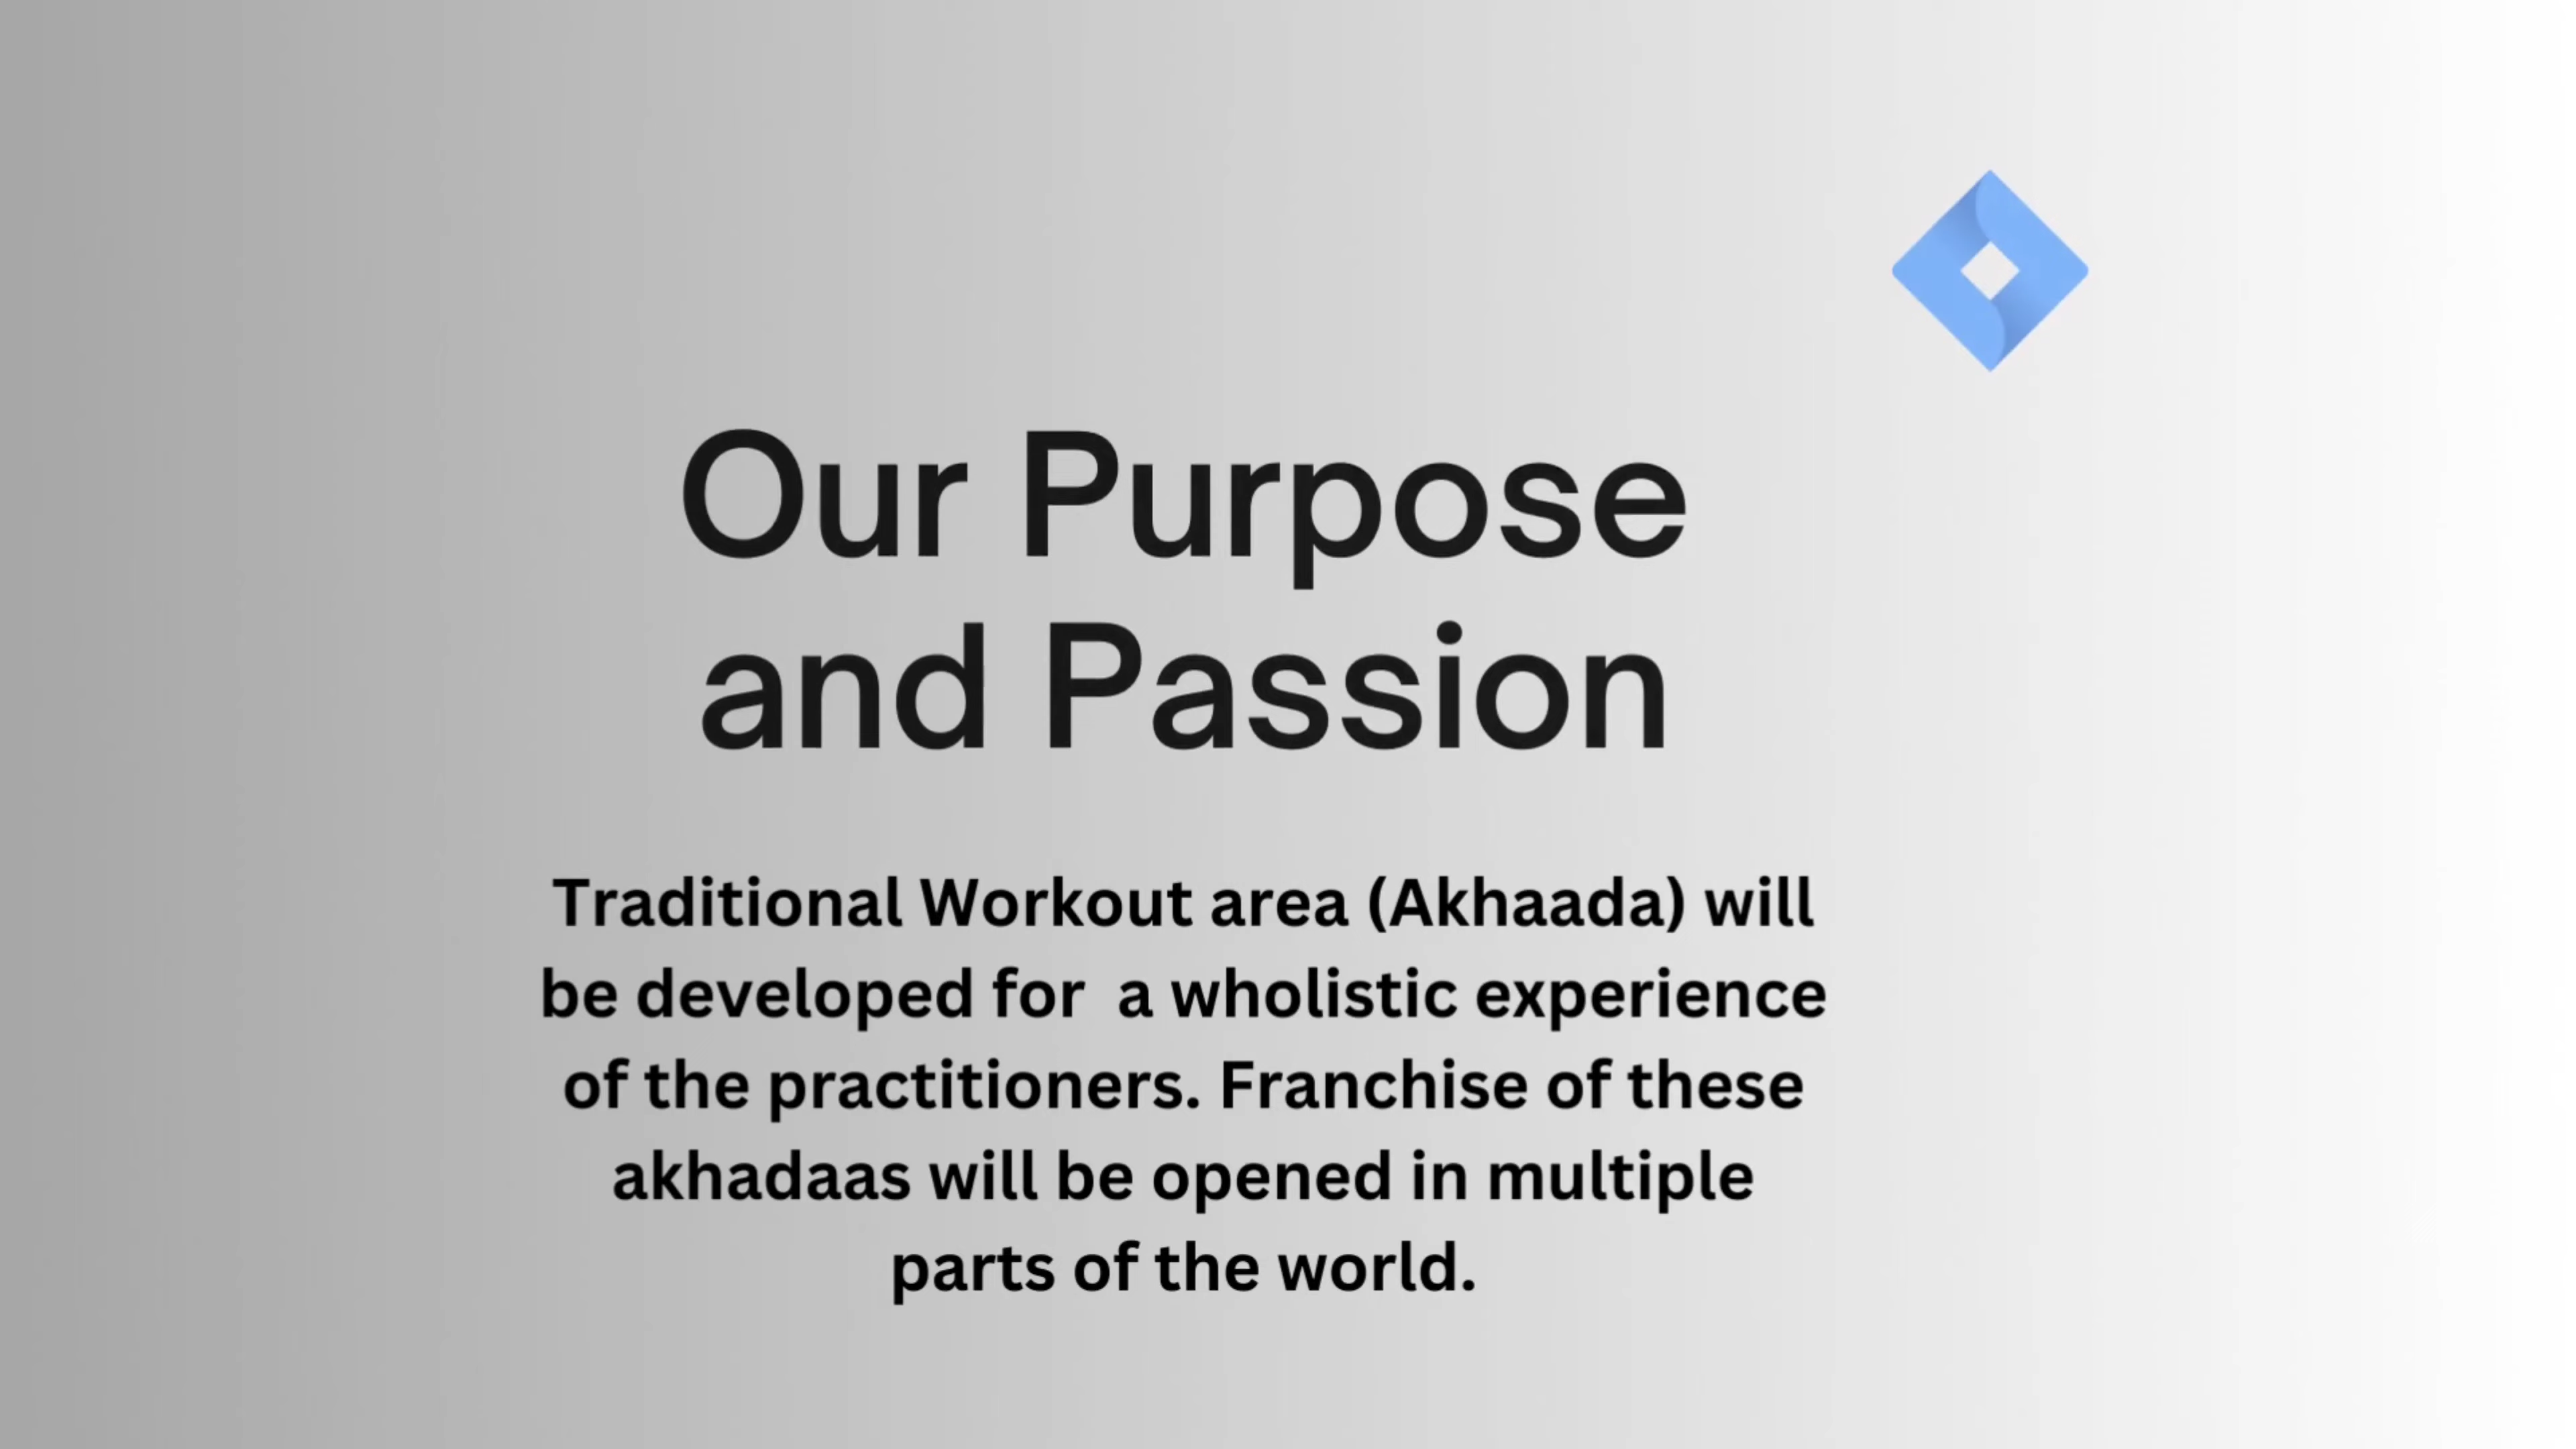 Our Purpose
and Passion
Traditional Workout area (Akhaada) will
be developed for  a wholistic experience
of the practitioners. Franchise of these
akhadaas will be opened in multiple
parts of the world.